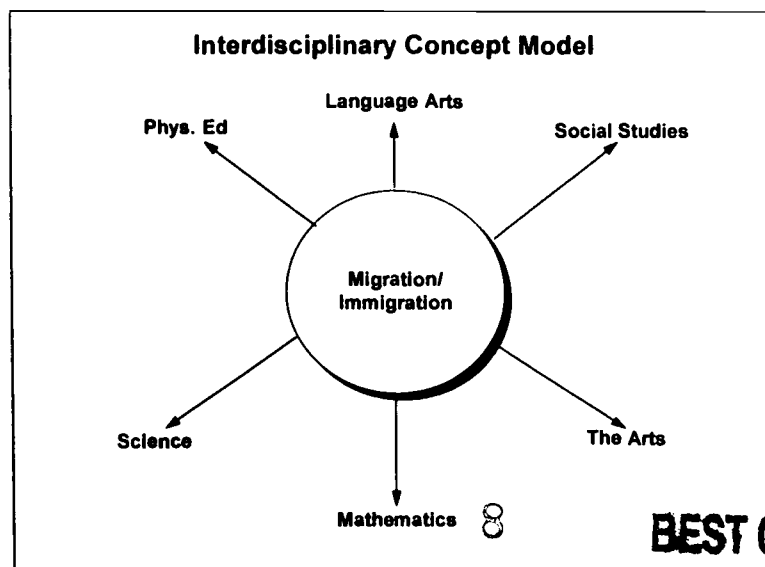 Interdisciplinary Concept Model
Language Arts
Phys. Ed
Social Studies
Migration/
Immigration
Science
The Arts
Mathematics
8
BEST